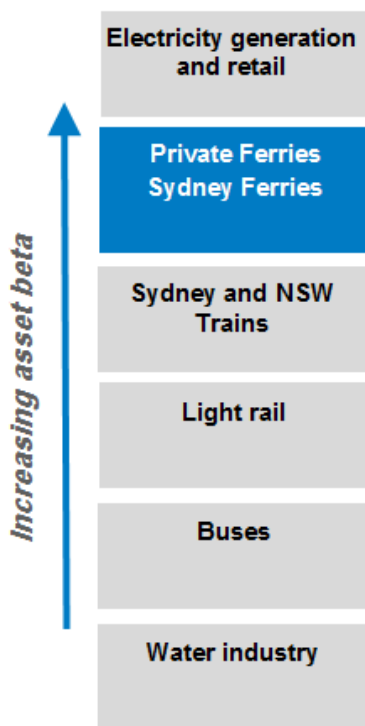 Electricity generation
and retail
Private Ferries
Sydney Ferries
Sydney and NSW
Trains
Light rail
Buses
Water industry
Increasing asset beta